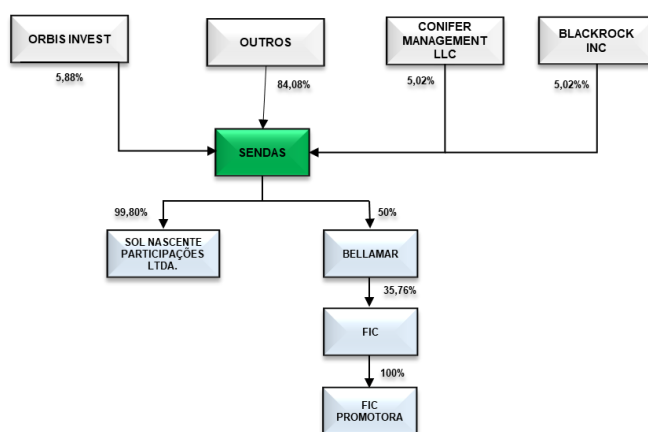 ORBIS INVEST
OUTROS
CONIFER
MANAGEMENT
LLC
BLACKROCK
INC
5,88%
84,08%
5,02%
5,02%%
SENDAS
99,80%
50%
SOL NASCENTE
PARTICIPAÇÕES
LTDA.
BELLAMAR
35,76%
FIC
100%
FIC
PROMOTORA